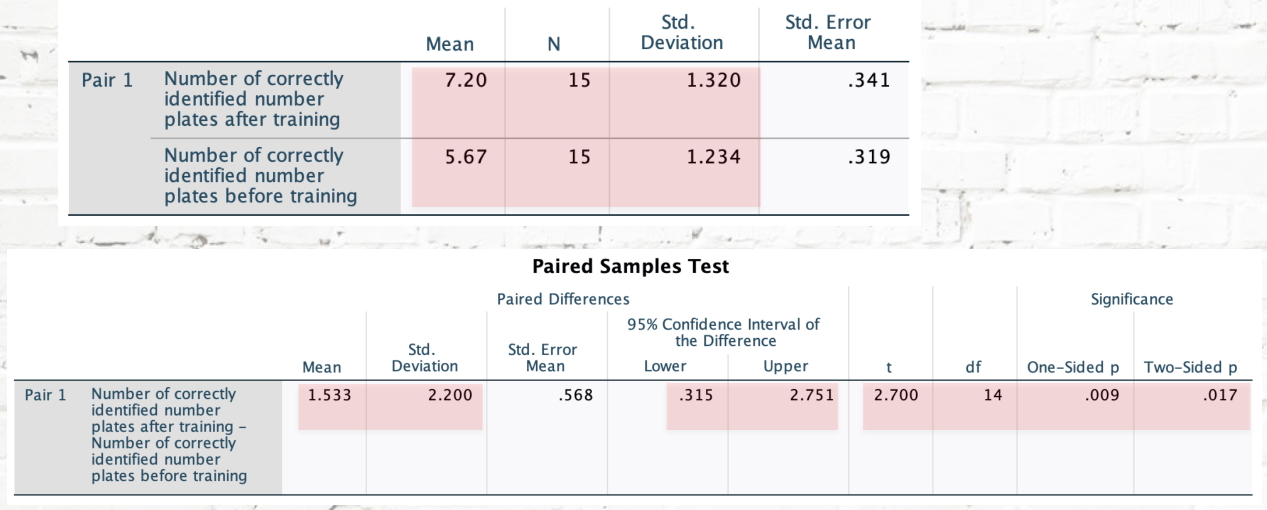 Mean N Std. Deviation Std. Error Mean
Pair 1 Number of correctly identified number plates after training 7.20 15 1.320 .341
Number of correctly identified number plates before training 5.67 15 1.234 .319
Paired Samples Test
Paired Differences Significance
95% Confidence Interval of the Difference
Mean Std. Deviation Std. Error Mean Lower Upper t df One-Sided p Two-Sided p
Pair 1 Number of correctly identified number plates after training – Number of correctly identified number plates before training 1.533 2.200 .568 .315 2.751 2.700 14 .009 .017